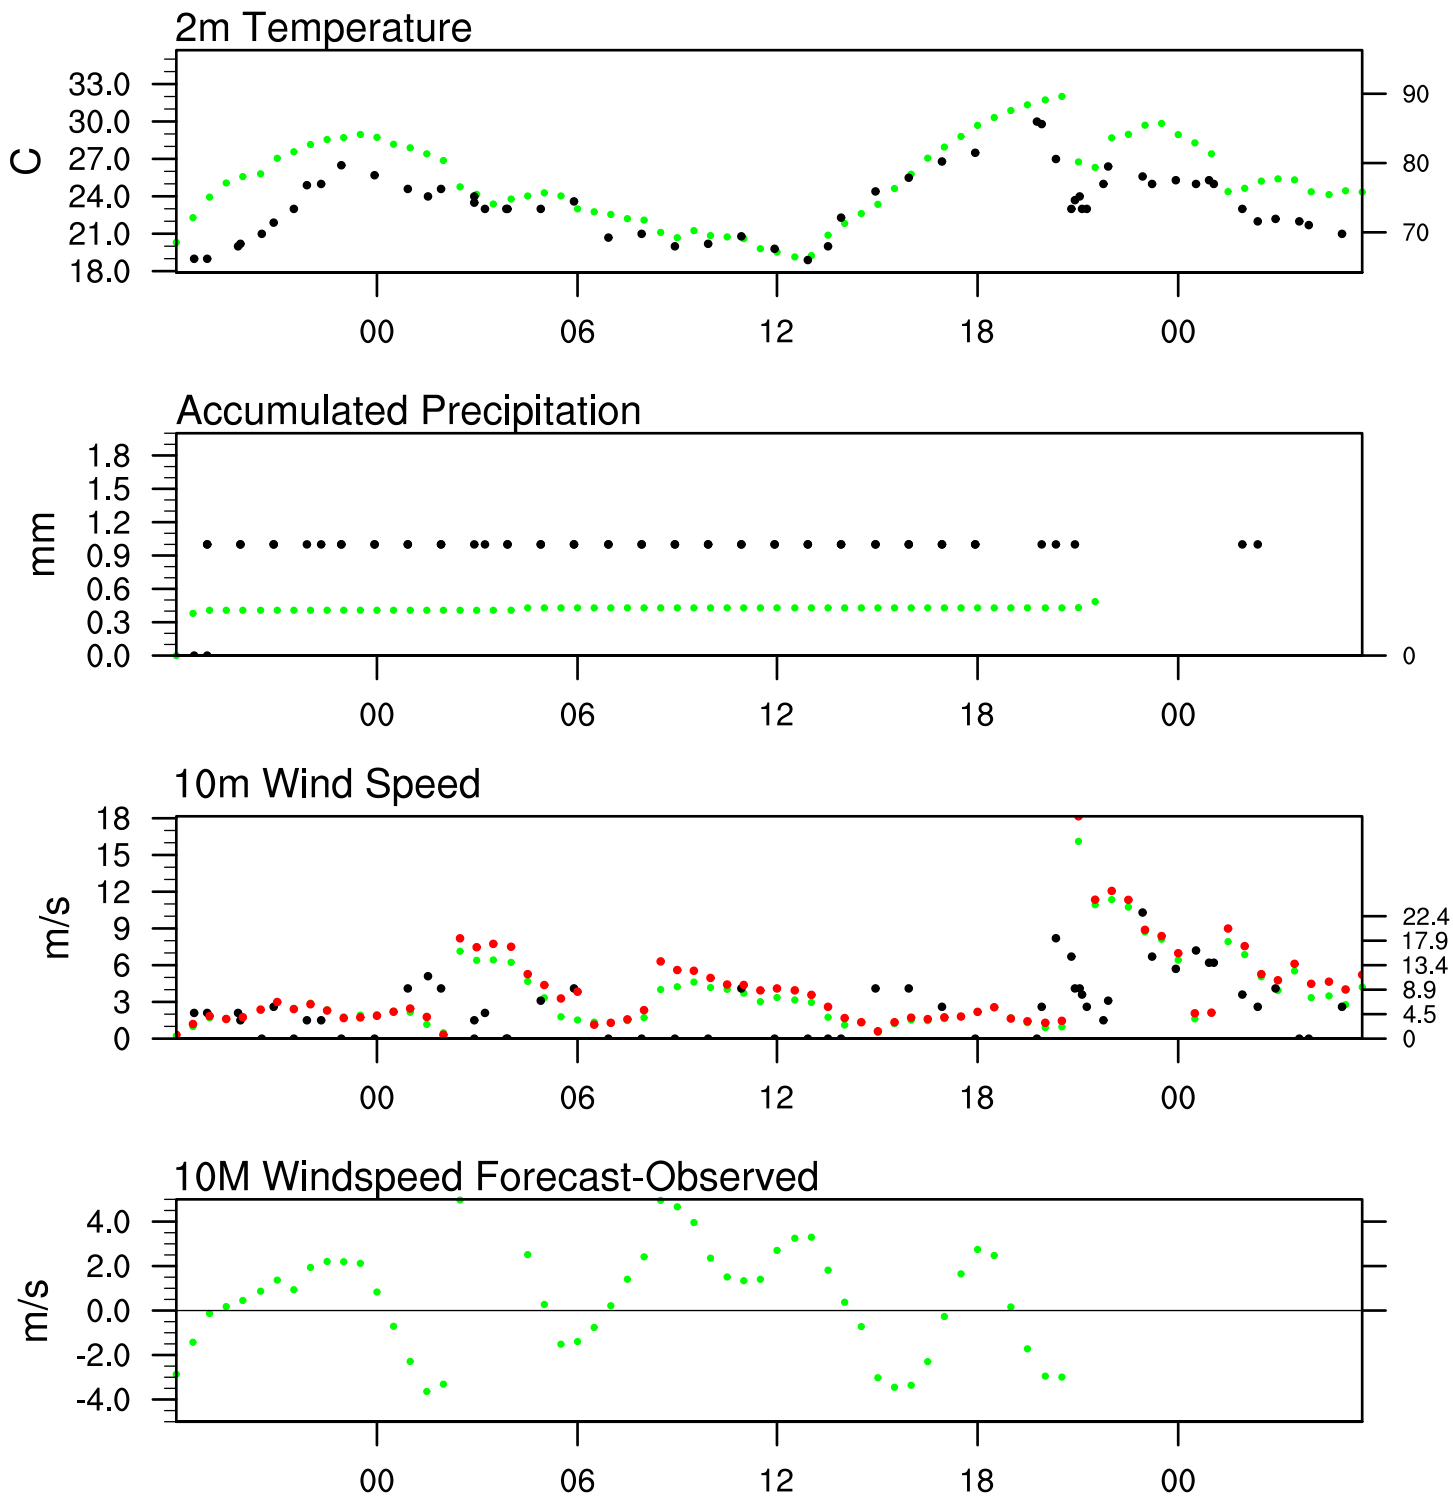 2m Temperature
33.0
30.0
27.0
24.0
21.0
18.0
C
90
80
70
00 06 12 18 00
Accumulated Precipitation
1.8
1.5
1.2
0.9
0.6
0.3
0.0
mm
0
00 06 12 18 00
10m Wind Speed
18
15
12
9
6
3
0
m/s
22.4
17.9
13.4
8.9
4.5
0
00 06 12 18 00
10M Windspeed Forecast-Observed
4.0
2.0
0.0
-2.0
-4.0
m/s
00 06 12 18 00